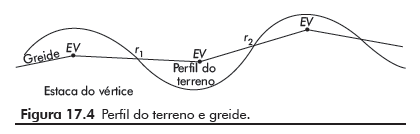 EV
EV
r1
r2
EV
Greide
Perfil do
terreno
Estaca do vértice
Figura 17.4 Perfil do terreno e greide.